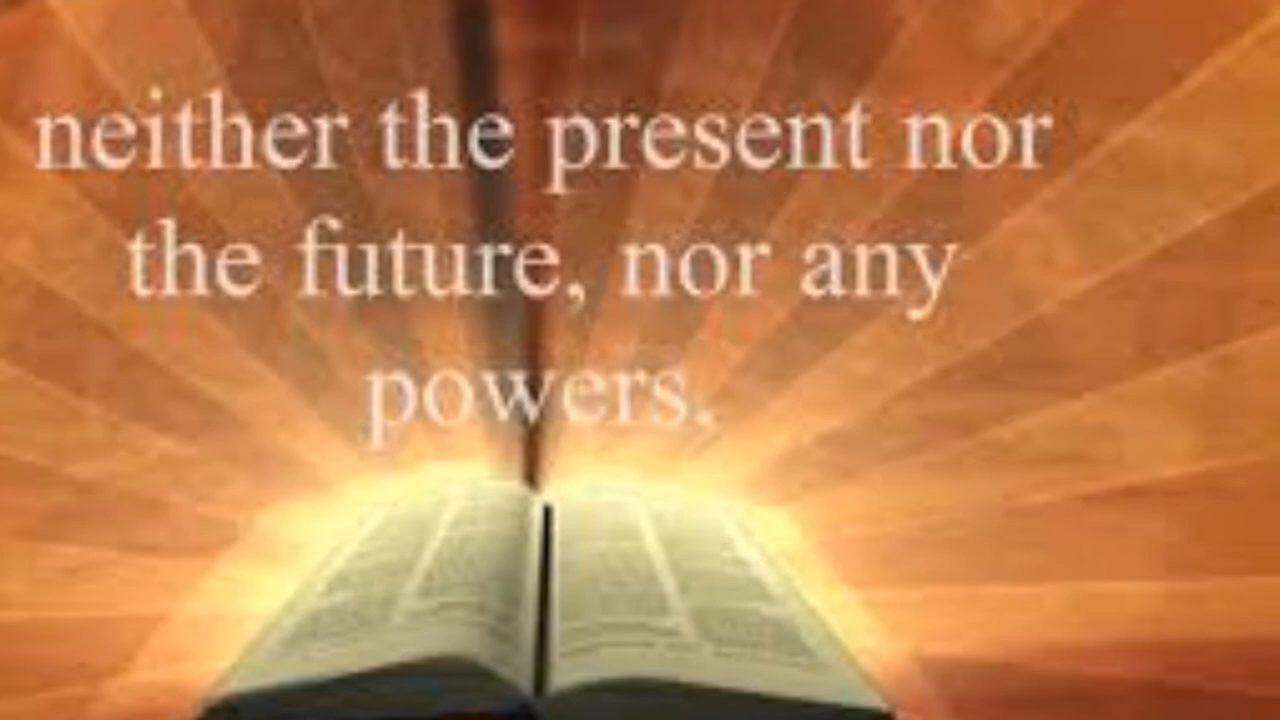 neither the present nor
the future, nor any
powers,